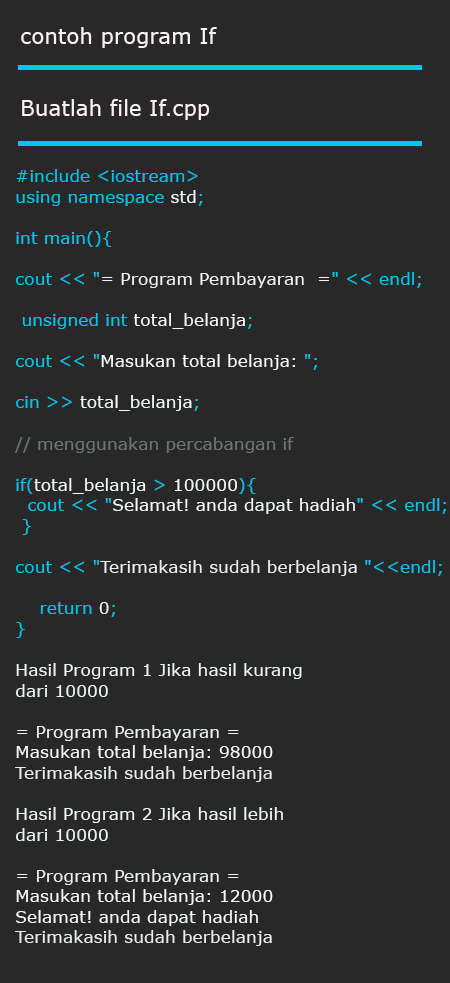 contoh program If
Buatlah file If.cpp
#include <iostream>
using namespace std;
int main(){
cout << "= Program Pembayaran  =" << endl;
unsigned int total_belanja;
cout << "Masukan total belanja: ";
cin >> total_belanja;
// menggunakan percabangan if
if(total_belanja > 100000){
cout << "Selamat! anda dapat hadiah" << endl;
}
cout << "Terimakasih sudah berbelanja "<<endl;
return 0;
}
Hasil Program 1 Jika hasil kurang
dari 10000
= Program Pembayaran =
Masukan total belanja: 98000
Terimakasih sudah berbelanja
Hasil Program 2 Jika hasil lebih
dari 10000
= Program Pembayaran =
Masukan total belanja: 12000
Selamat! anda dapat hadiah
Terimakasih sudah berbelanja